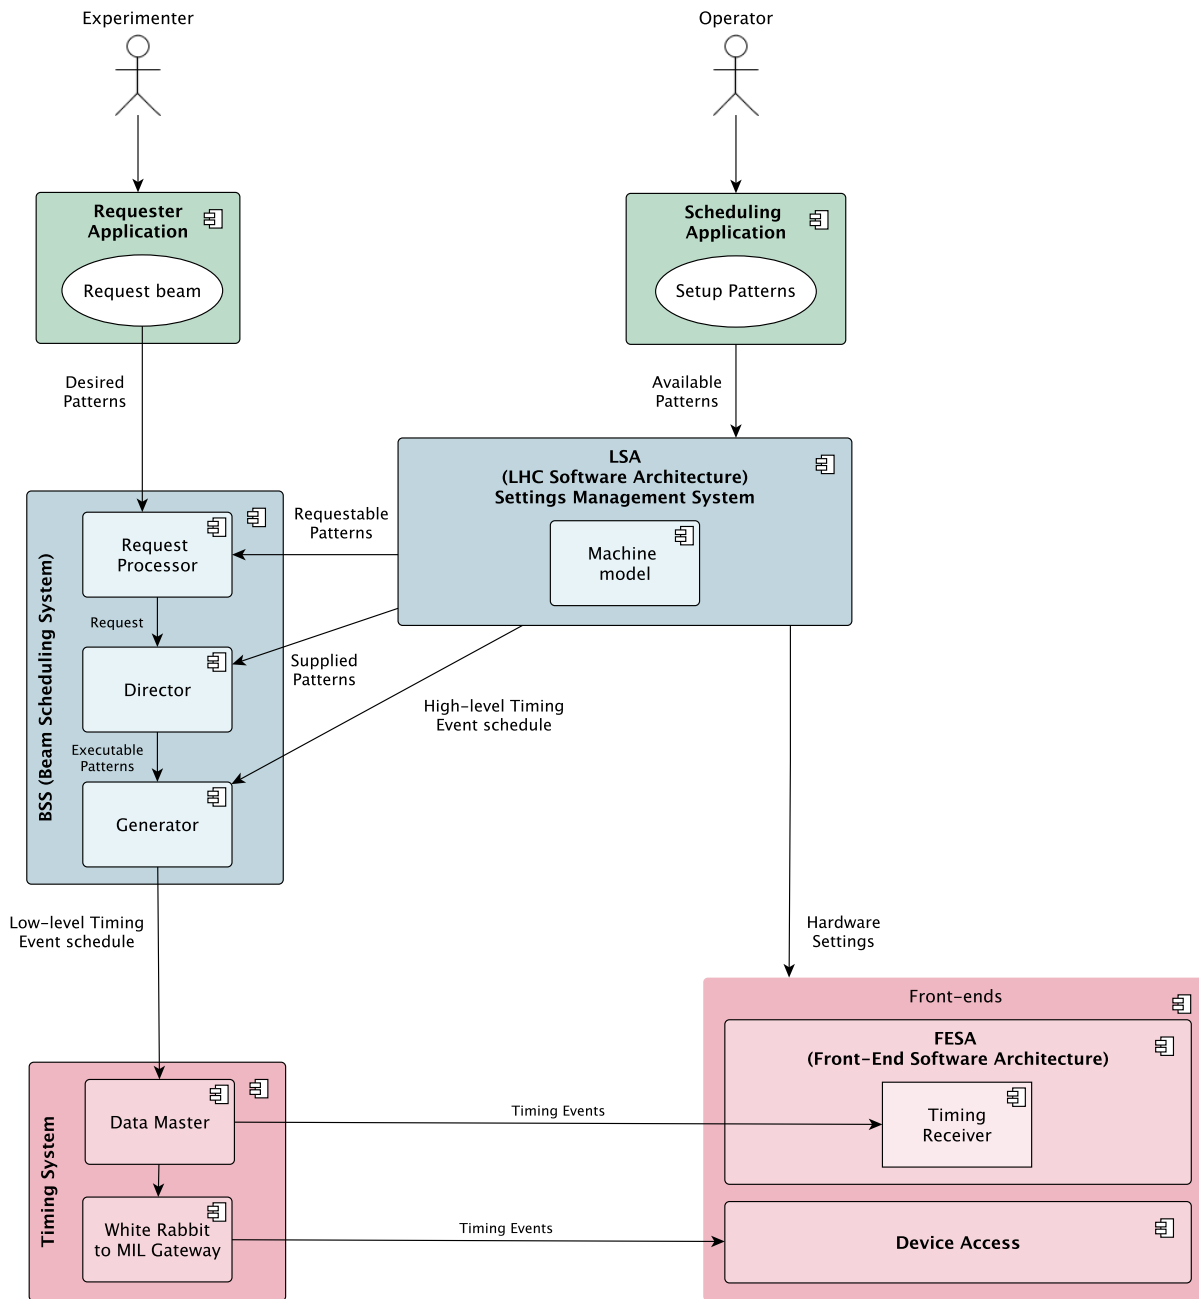 Experimenter
Operator
Requester
Application
Request beam
Scheduling
Application
Setup Patterns
Desired
Patterns
Available
Patterns
LSA
(LHC Software Architecture)
Settings Management System
Machine
model
BSS (Beam Scheduling System)
Request
Processor
Requestable
Patterns
Request
Director
Supplied
Patterns
Executable
Patterns
High-level Timing
Event schedule
Generator
Low-level Timing
Event schedule
Hardware
Settings
Front-ends
FESA
(Front-End Software Architecture)
Timing
Receiver
Timing System
Data Master
Timing Events
White Rabbit
to MIL Gateway
Timing Events
Device Access